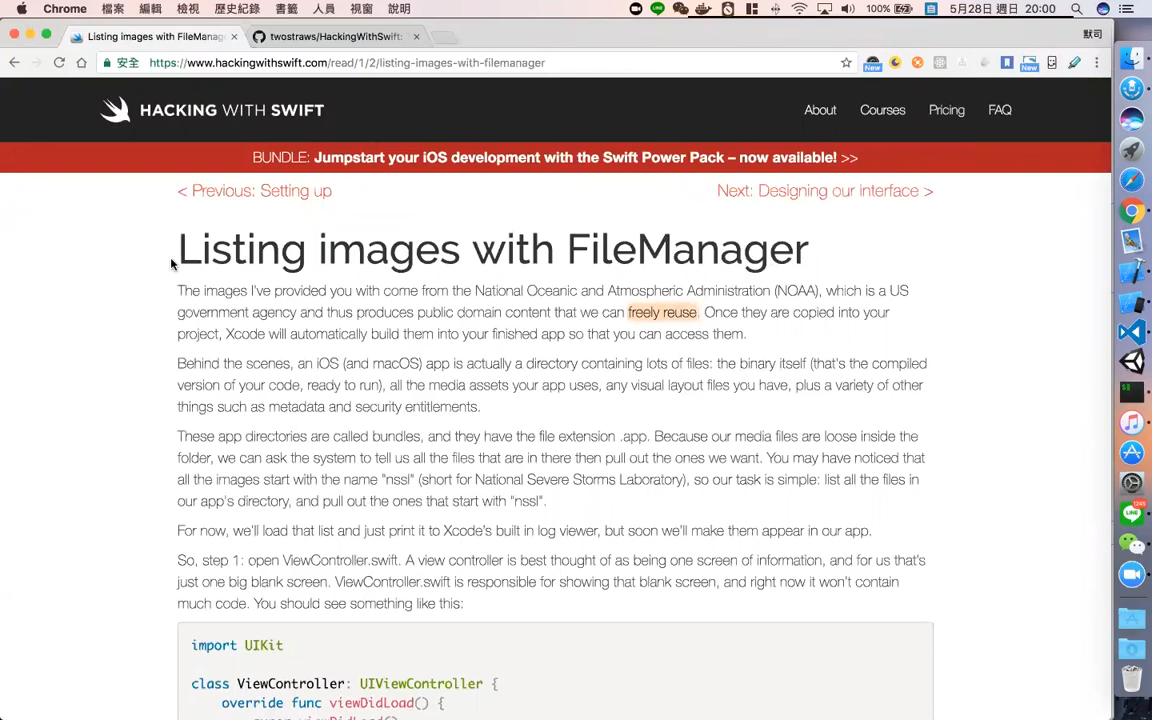 Chrome 檔案 編輯 檢視 歷史紀錄 書籤 人員 視窗 說明 100% 5月28日 週日 20:00
Listing images with FileManag twostraws/HackingWithSwift: 默司
安全 https://www.hackingwithswift.com/read/1/2/listing-images-with-filemanager New New
HACKING WITH SWIFT About Courses Pricing FAQ
BUNDLE: Jumpstart your iOS development with the Swift Power Pack – now available! >>
< Previous: Setting up Next: Designing our interface >
Listing images with FileManager
The images I've provided you with come from the National Oceanic and Atmospheric Administration (NOAA), which is a US
government agency and thus produces public domain content that we can freely reuse. Once they are copied into your
project, Xcode will automatically build them into your finished app so that you can access them.
Behind the scenes, an iOS (and macOS) app is actually a directory containing lots of files: the binary itself (that's the compiled
version of your code, ready to run), all the media assets your app uses, any visual layout files you have, plus a variety of other
things such as metadata and security entitlements.
These app directories are called bundles, and they have the file extension .app. Because our media files are loose inside the
folder, we can ask the system to tell us all the files that are in there then pull out the ones we want. You may have noticed that
all the images start with the name "nssl" (short for National Severe Storms Laboratory), so our task is simple: list all the files in
our app's directory, and pull out the ones that start with "nssl".
For now, we'll load that list and just print it to Xcode's built in log viewer, but soon we'll make them appear in our app.
So, step 1: open ViewController.swift. A view controller is best thought of as being one screen of information, and for us that's
just one big blank screen. ViewController.swift is responsible for showing that blank screen, and right now it won't contain
much code. You should see something like this:
import UIKit
class ViewController: UIViewController {
override func viewDidLoad() {
super.viewDidLoad()